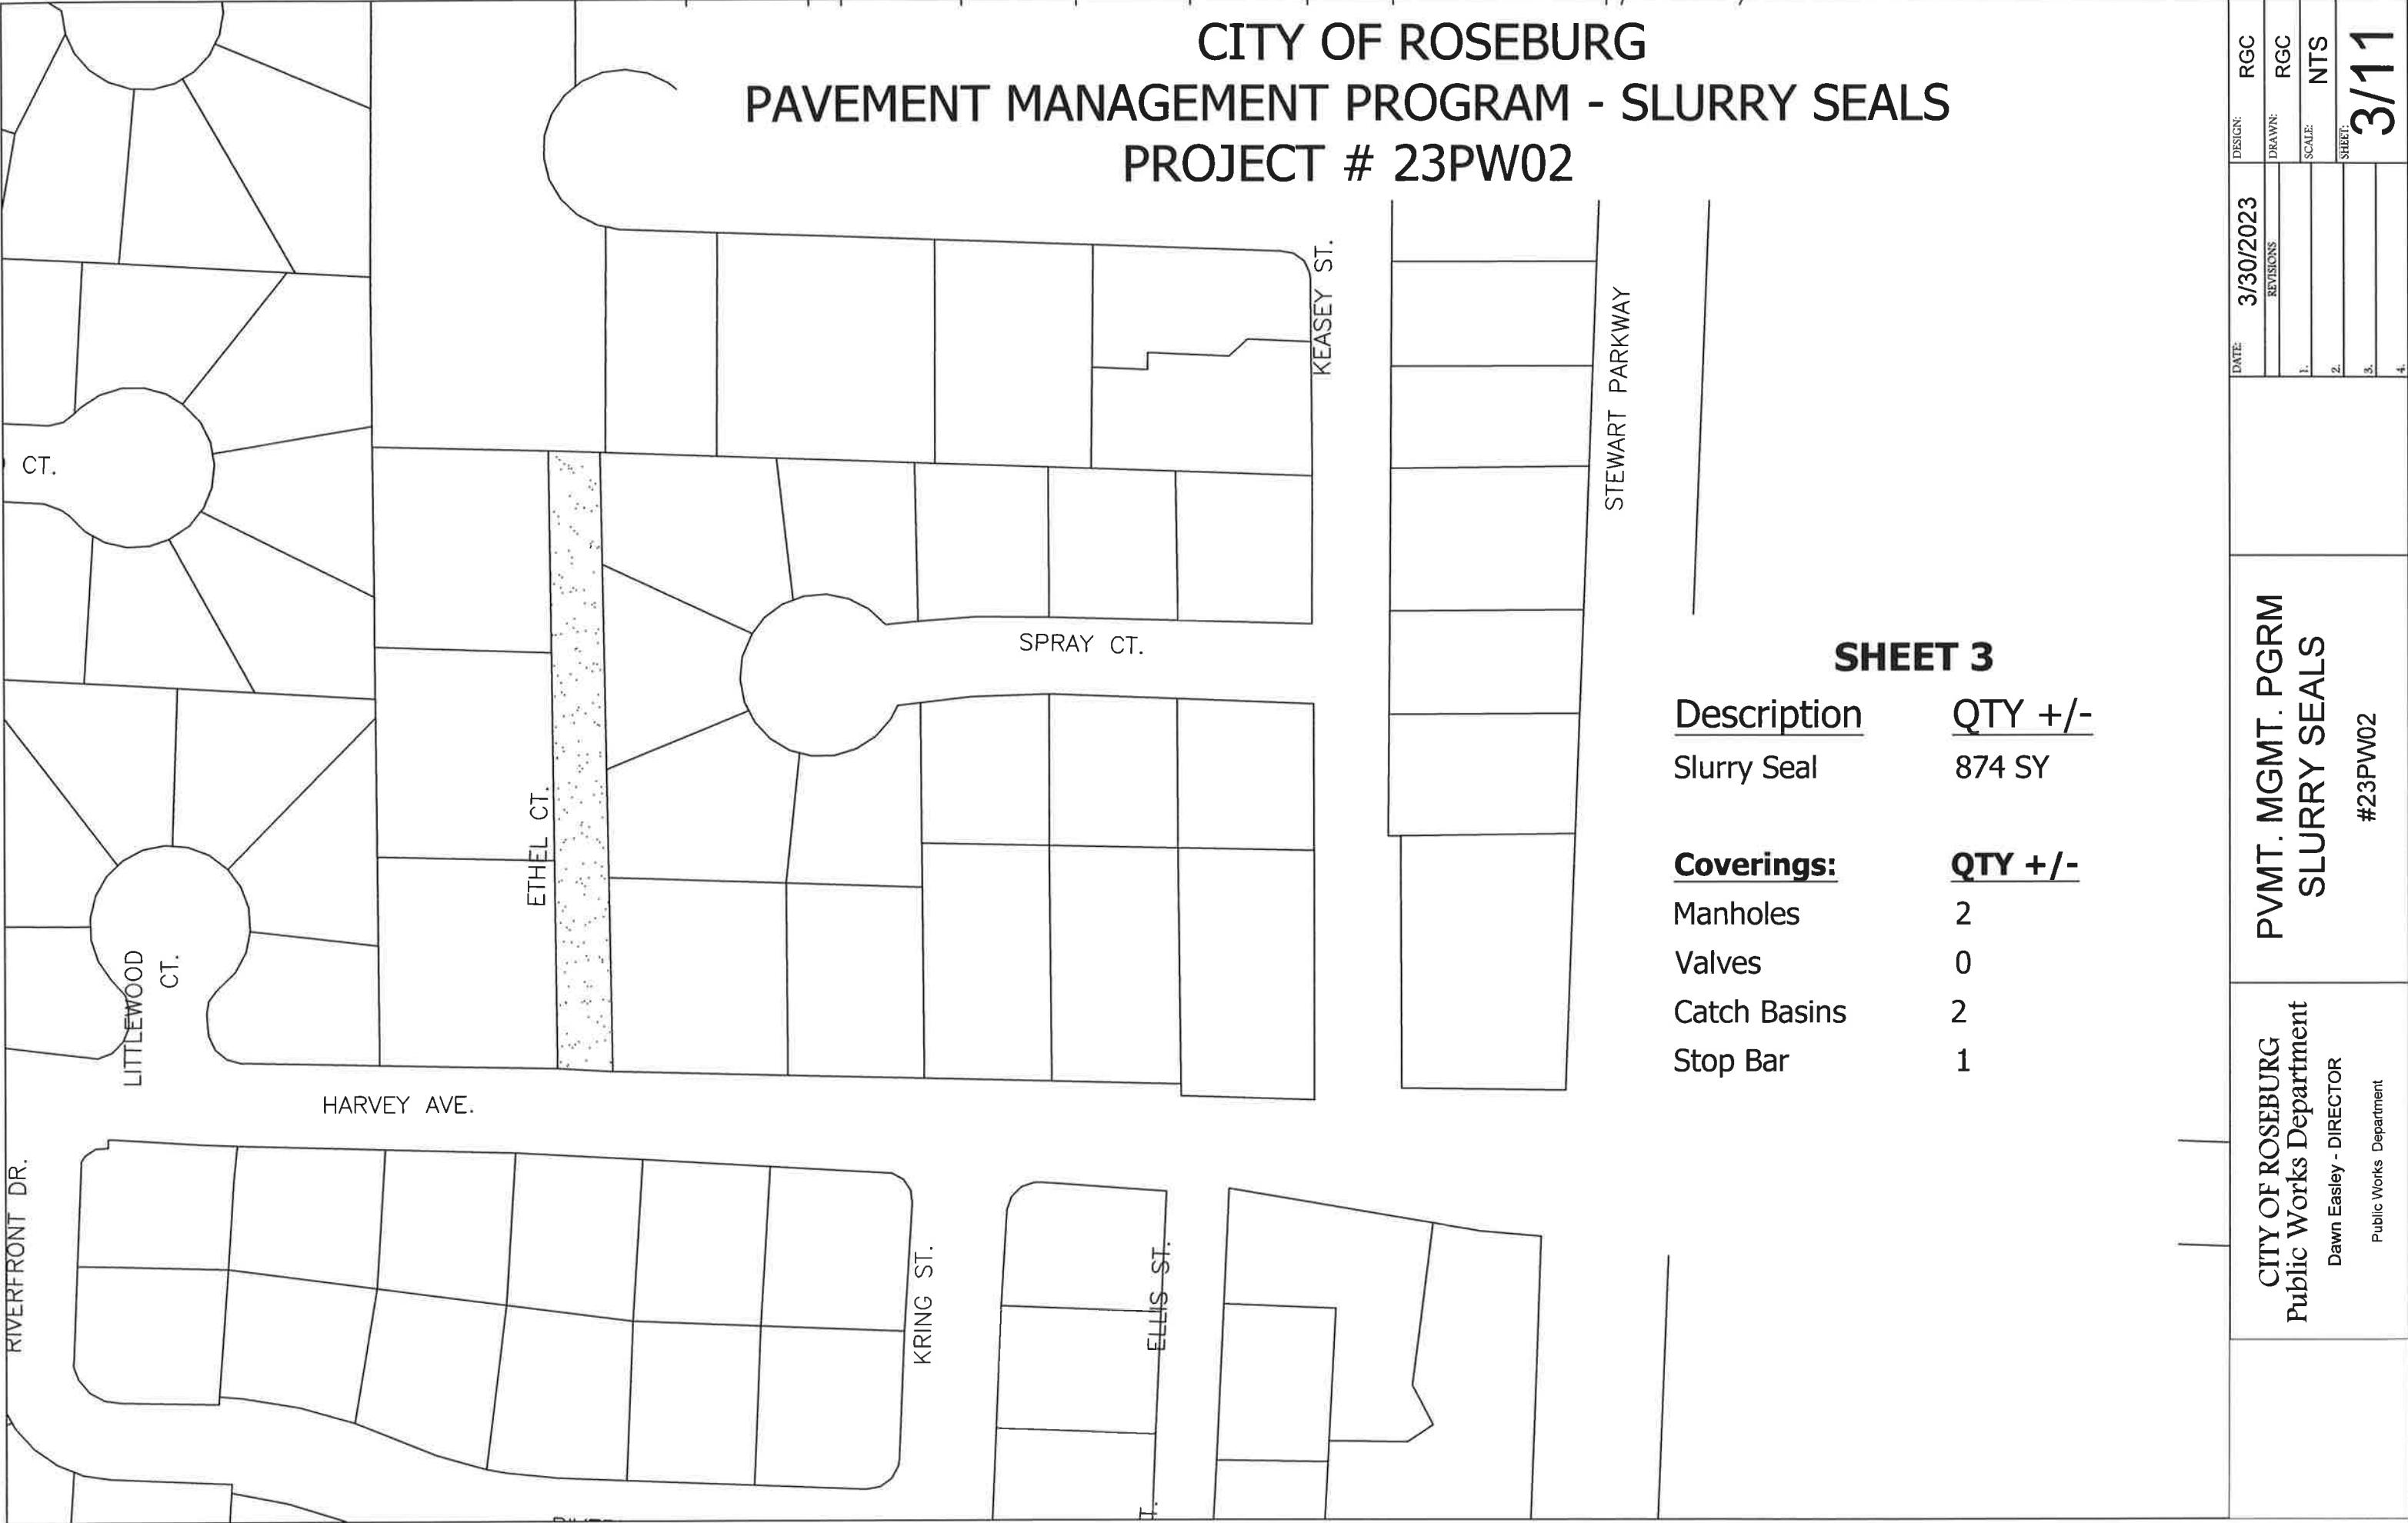 CITY OF ROSEBURG
PAVEMENT MANAGEMENT PROGRAM - SLURRY SEALS
PROJECT # 23PW02
KEASEY ST.
STEWART PARKWAY
CT.
SPRAY CT.
ETHEL CT.
LITTLEWOOD
CT.
HARVEY AVE.
RIVERFRONT DR.
KRING ST.
ELLIS ST.
SHEET 3
Description QTY +/-
Slurry Seal 874 SY
Coverings: QTY +/-
Manholes 2
Valves 0
Catch Basins 2
Stop Bar 1
DESIGN: RGC
DRAWN: RGC
SCALE: NTS
SHEET: 3/11
DATE: 3/30/2023
REVISIONS
1.
2.
3.
4.
PVMT. MGMT. PGRM
SLURRY SEALS
#23PW02
CITY OF ROSEBURG
Public Works Department
Dawn Easley - DIRECTOR
Public Works Department